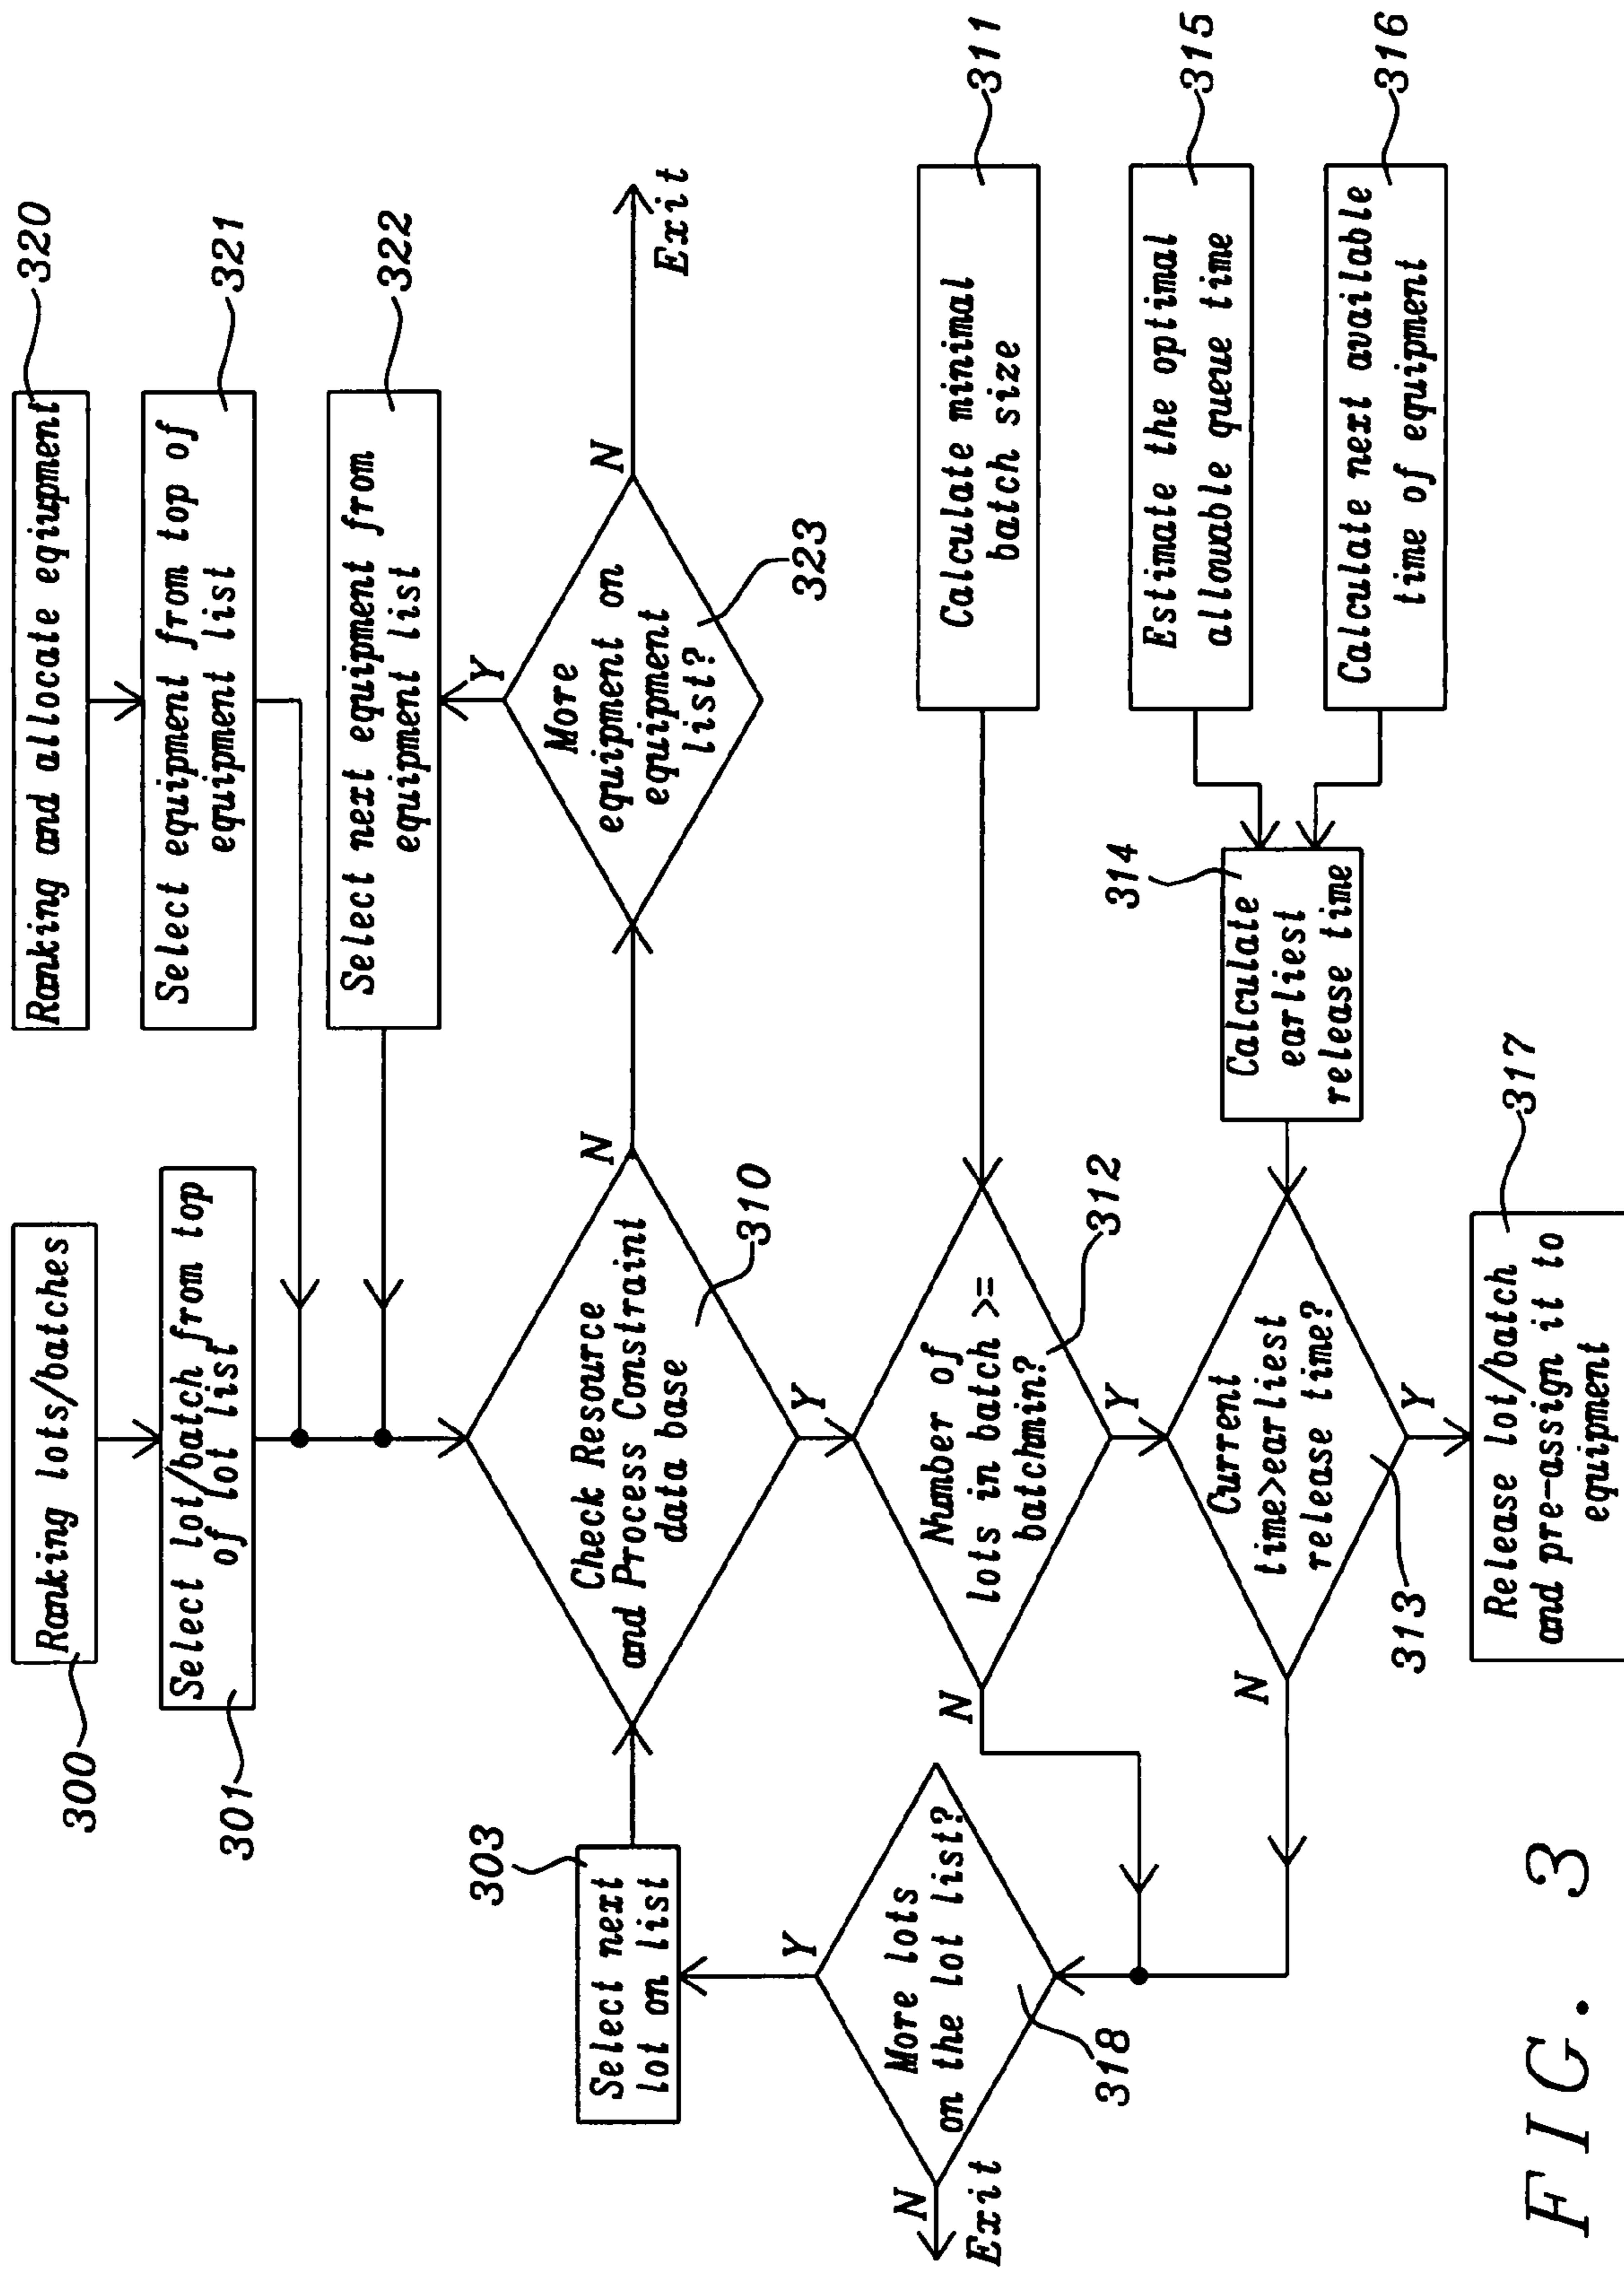 300
Ranking lots/batches
301
Select lot/batch from top
of lot list
320
Ranking and allocate eqiupment
321
Select equipment from top of
equipment list
322
Select next equipment from
equipment list
303
Select next
lot on list
Check Resource
and Process Constraint
data base
310
N
Y
More
equipment on
equipment
list?
323
Y
N
Exit
More lots
on the lot list?
318
Y
N
Exit
Number of
lots in batch >=
batchmin?
312
N
Y
Calculate minimal
batch size
311
Current
time>earliest
release time?
313
N
Y
314
Calculate
earliest
release time
Estimate the optimal
allowable queue time
315
Calculate next available
time of equipment
316
Release lot/batch
and pre-assign it to
equipment
317
FIG. 3